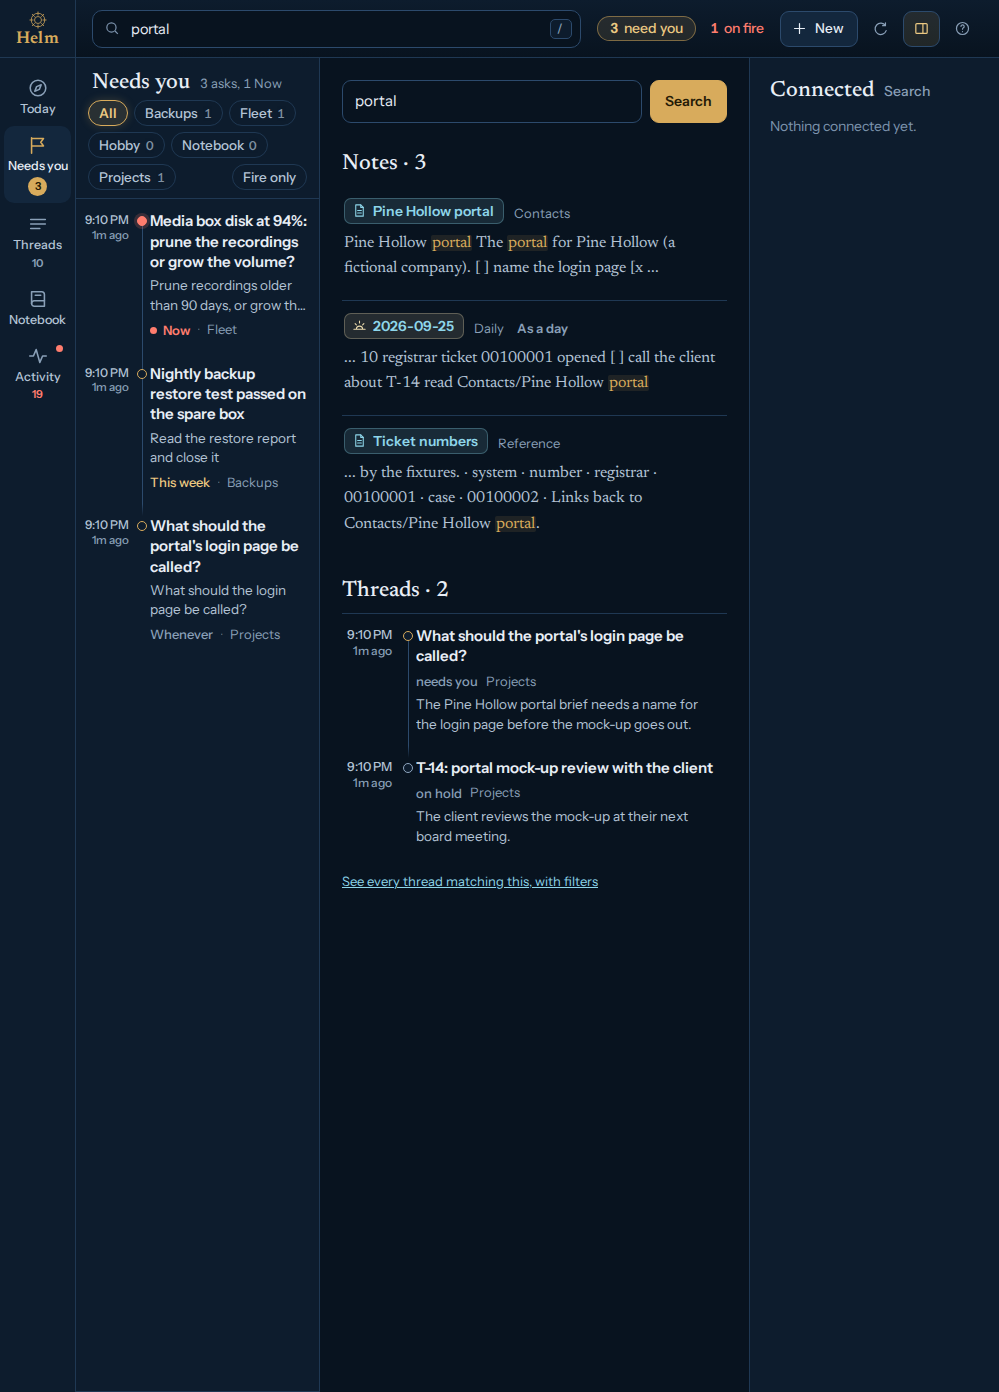 Helm
portal
/
3 need you
1 on fire
New
Today
Needs you
3
Threads
10
Notebook
Activity
19
Needs you 3 asks, 1 Now
All
Backups 1
Fleet 1
Hobby 0
Notebook 0
Projects 1
Fire only
9:10 PM
1m ago
Media box disk at 94%:
prune the recordings
or grow the volume?
Prune recordings older
than 90 days, or grow th...
Now · Fleet
9:10 PM
1m ago
Nightly backup
restore test passed on
the spare box
Read the restore report
and close it
This week · Backups
9:10 PM
1m ago
What should the
portal's login page be
called?
What should the login
page be called?
Whenever · Projects
portal
Search
Notes · 3
Pine Hollow portal Contacts
Pine Hollow portal The portal for Pine Hollow (a
fictional company). [ ] name the login page [x ...
2026-09-25 Daily As a day
... 10 registrar ticket 00100001 opened [ ] call the client
about T-14 read Contacts/Pine Hollow portal
Ticket numbers Reference
... by the fixtures. · system · number · registrar ·
00100001 · case · 00100002 · Links back to
Contacts/Pine Hollow portal.
Threads · 2
9:10 PM
1m ago
What should the portal's login page be
called?
needs you Projects
The Pine Hollow portal brief needs a name for
the login page before the mock-up goes out.
9:10 PM
1m ago
T-14: portal mock-up review with the client
on hold Projects
The client reviews the mock-up at their next
board meeting.
See every thread matching this, with filters
Connected Search
Nothing connected yet.